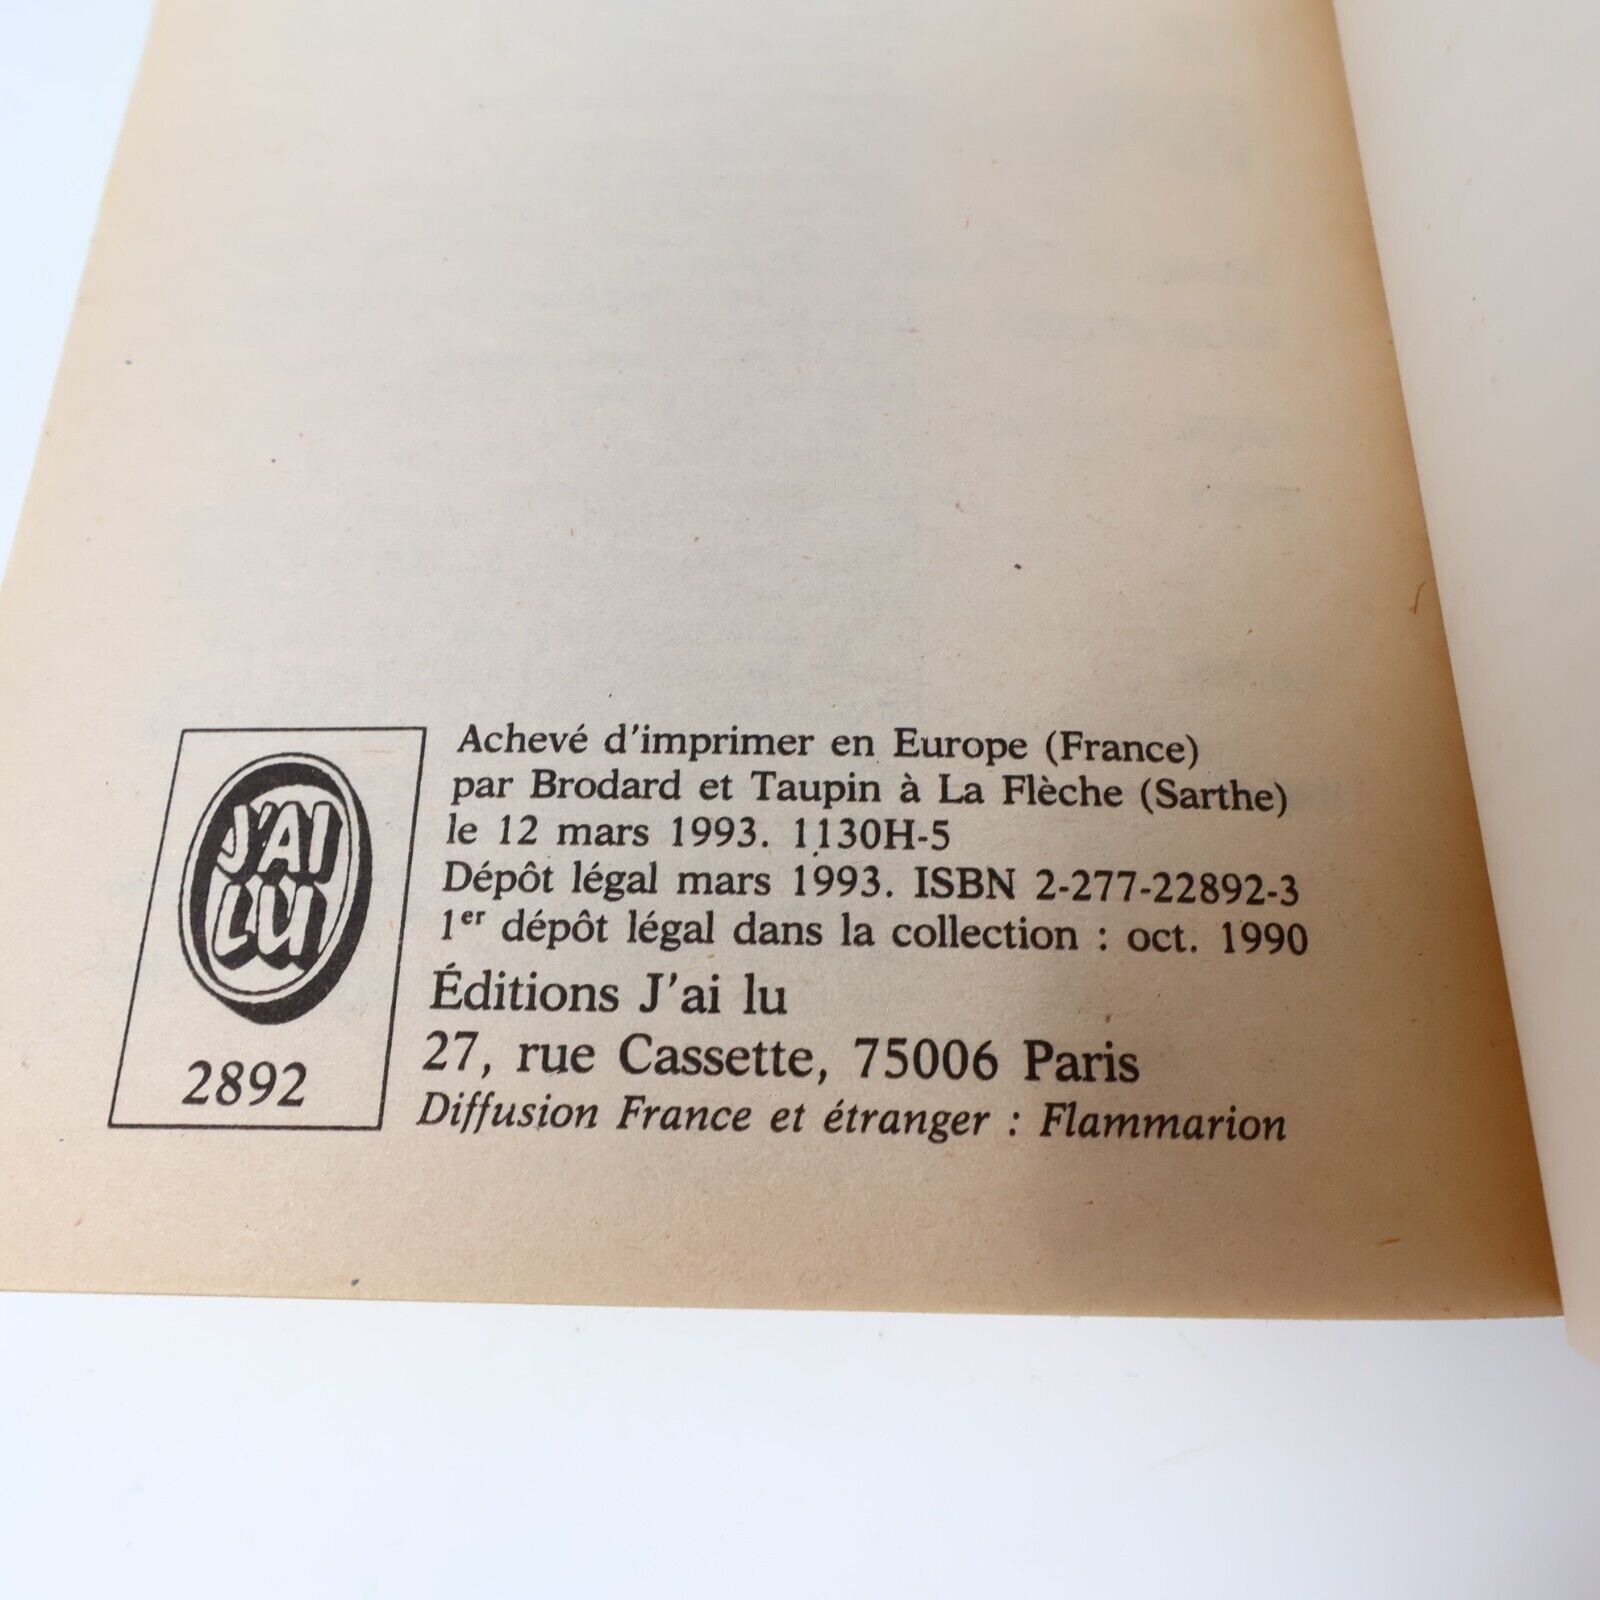 J'AI
LU
2892
Achevé d'imprimer en Europe (France)
par Brodard et Taupin à La Flèche (Sarthe)
le 12 mars 1993. 1130H-5
Dépôt légal mars 1993. ISBN 2-277-22892-3
1er dépôt légal dans la collection : oct. 1990
Éditions J'ai lu
27, rue Cassette, 75006 Paris
Diffusion France et étranger : Flammarion